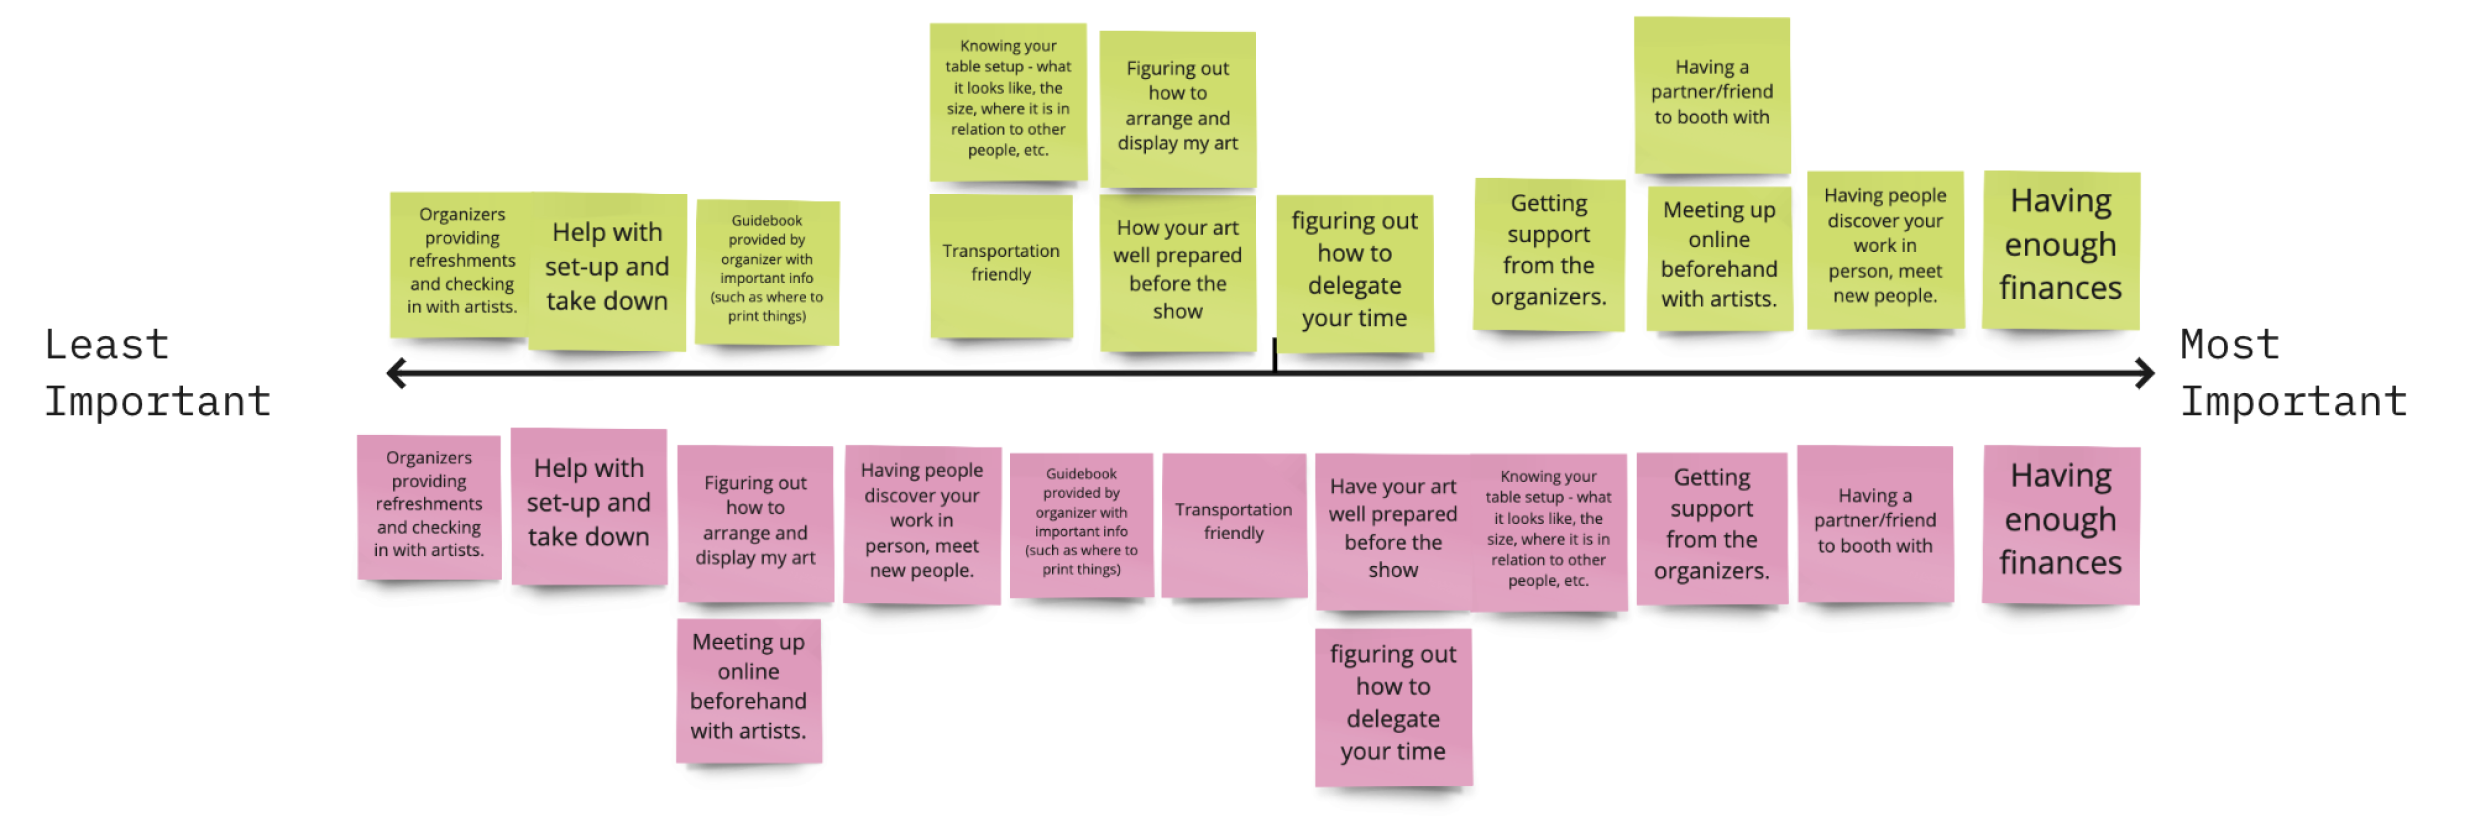 Knowing your
table setup - what
it looks like, the
size, where it is in
relation to other
people, etc.
Figuring out
how to
arrange and
display my art
Having a
partner/friend
to booth with
Organizers
providing
refreshments
and checking
in with artists.
Help with
set-up and
take down
Guidebook
provided by
organizer with
important info
(such as where to
print things)
Transportation
friendly
How your art
well prepared
before the
show
figuring out
how to
delegate
your time
Getting
support
from the
organizers.
Meeting up
online
beforehand
with artists.
Having people
discover your
work in
person, meet
new people.
Having
enough
finances
Least
Important
Most
Important
Organizers
providing
refreshments
and checking
in with artists.
Help with
set-up and
take down
Figuring out
how to
arrange and
display my art
Having people
discover your
work in
person, meet
new people.
Guidebook
provided by
organizer with
important info
(such as where to
print things)
Transportation
friendly
Have your art
well prepared
before the
show
Knowing your
table setup - what
it looks like, the
size, where it is in
relation to other
people, etc.
Getting
support
from the
organizers.
Having a
partner/friend
to booth with
Having
enough
finances
Meeting up
online
beforehand
with artists.
figuring out
how to
delegate
your time